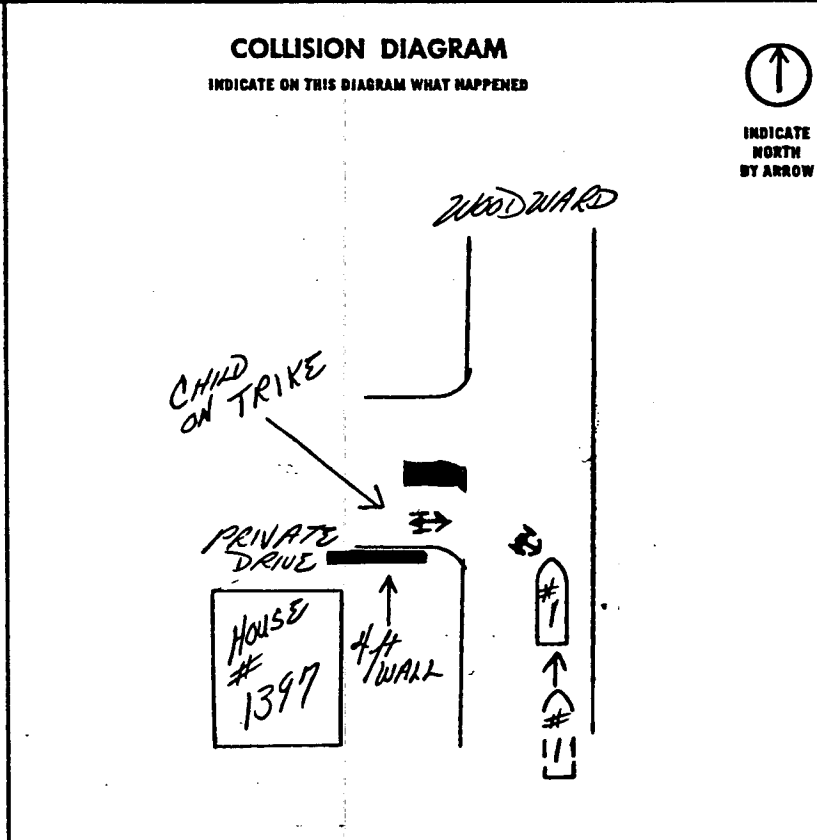 COLLISION DIAGRAM
INDICATE ON THIS DIAGRAM WHAT HAPPENED
INDICATE
NORTH
BY ARROW
WOODWARD
CHILD
ON TRIKE
PRIVATE
DRIVE
HOUSE
#
1397
4 ft
WALL
#
1
#
1